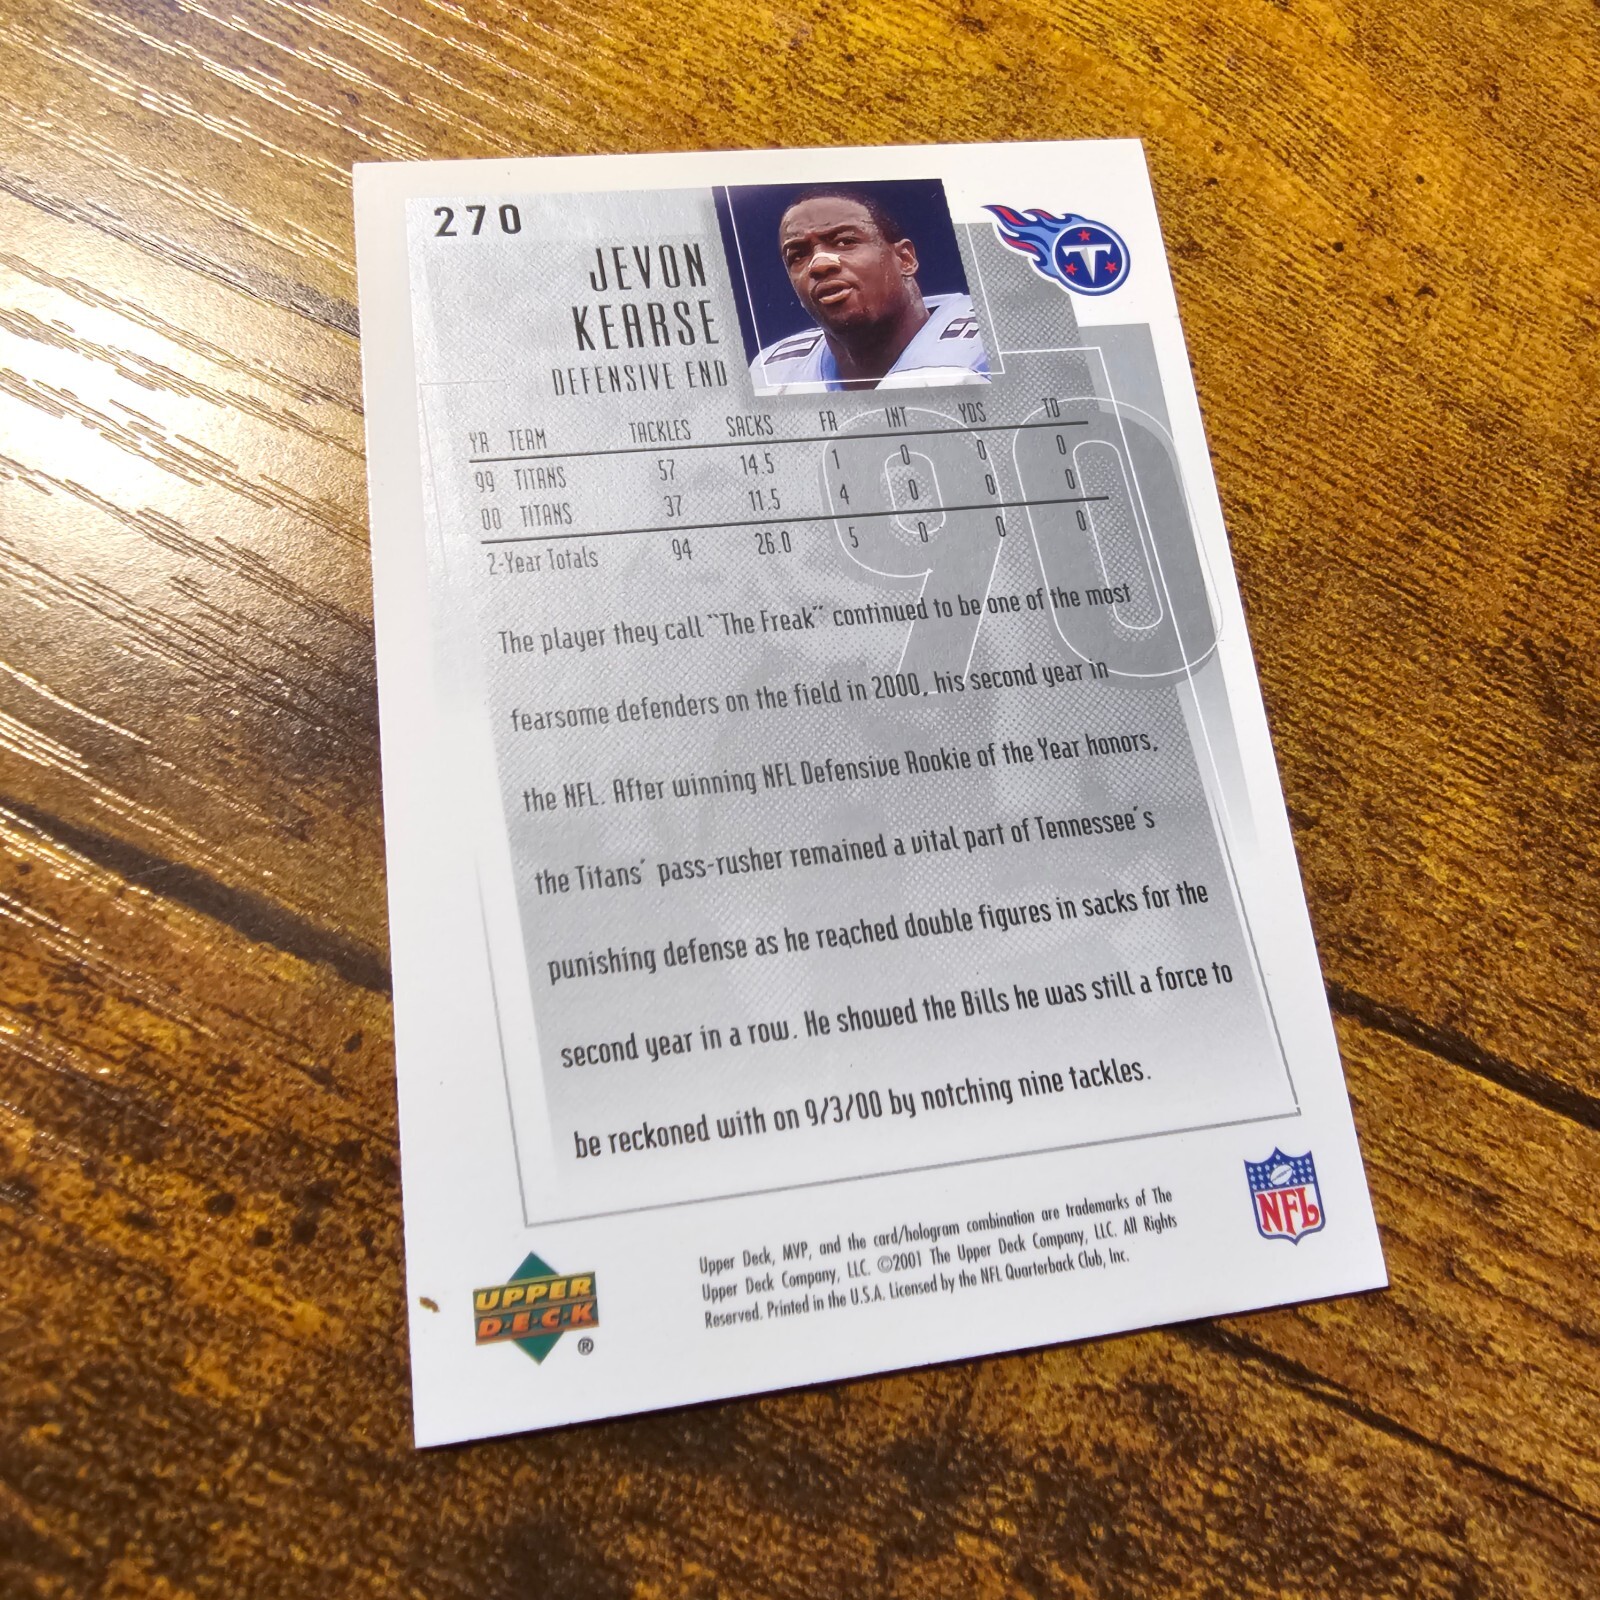 270
JEVON
KEARSE
DEFENSIVE END
T
90
YR TEAM TACKLES SACKS FR INT YDS TD
99 TITANS 57 14.5 1 0 0 0
00 TITANS 37 11.5 4 0 0 0
2-Year Totals 94 26.0 5 0 0 0
90
The player they call "The Freak" continued to be one of the most
fearsome defenders on the field in 2000, his second year in
the NFL. After winning NFL Defensive Rookie of the Year honors,
the Titans' pass-rusher remained a vital part of Tennessee's
punishing defense as he reached double figures in sacks for the
second year in a row. He showed the Bills he was still a force to
be reckoned with on 9/3/00 by notching nine tackles.
NFL
UPPER
D·E·C·K
®
Upper Deck, MVP, and the card/hologram combination are trademarks of The
Upper Deck Company, LLC. ©2001 The Upper Deck Company, LLC. All Rights
Reserved. Printed in the U.S.A. Licensed by the NFL Quarterback Club, Inc.